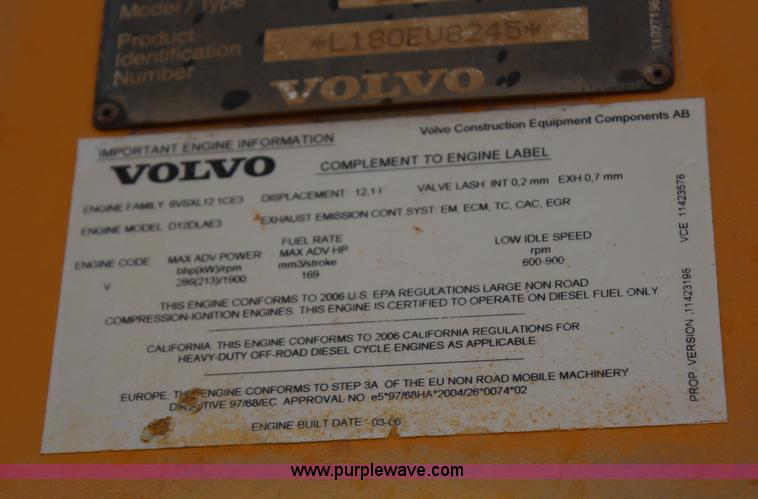 Model / Type
Product
Identification
Number
*L180EV8245*
VOLVO
IMPORTANT ENGINE INFORMATION
Volvo Construction Equipment Components AB
VOLVO
COMPLEMENT TO ENGINE LABEL
ENGINE FAMILY 6VSXL12.1CE3 DISPLACEMENT: 12,1 l VALVE LASH: INT 0,2 mm EXH 0,7 mm
ENGINE MODEL D12DLAE3 EXHAUST EMISSION CONT.SYST: EM, ECM, TC, CAC, EGR
ENGINE CODE MAX ADV POWER FUEL RATE LOW IDLE SPEED
bhp(kW)/rpm MAX ADV HP rpm
V 286(213)/1900 mm3/stroke 600-900
169
THIS ENGINE CONFORMS TO 2006 U.S. EPA REGULATIONS LARGE NON ROAD
COMPRESSION-IGNITION ENGINES. THIS ENGINE IS CERTIFIED TO OPERATE ON DIESEL FUEL ONLY
CALIFORNIA: THIS ENGINE CONFORMS TO 2006 CALIFORNIA REGULATIONS FOR
HEAVY-DUTY OFF-ROAD DIESEL CYCLE ENGINES AS APPLICABLE
EUROPE. THIS ENGINE CONFORMS TO STEP 3A OF THE EU NON ROAD MOBILE MACHINERY
DIRECTIVE 97/68/EC APPROVAL NO. e5*97/68HA*2004/26*0074*02
ENGINE BUILT DATE : 03-06
PROP. VERSION :11423196 VCE 11423578
www.purplewave.com